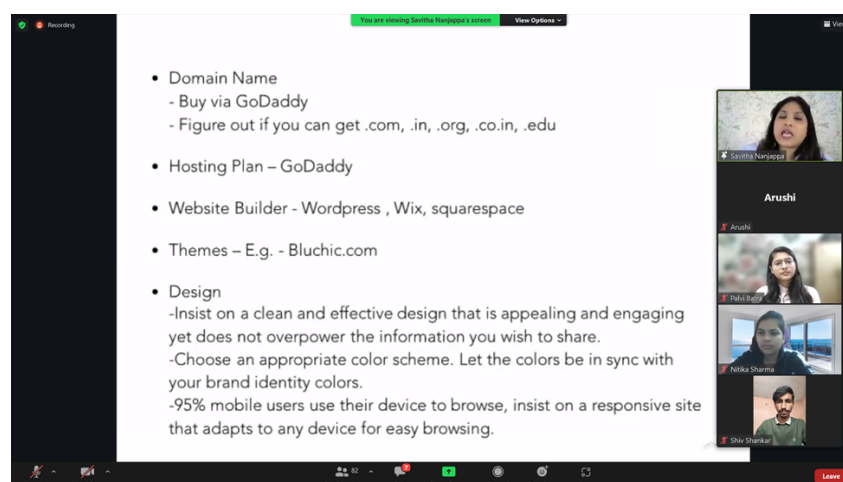 Recording
You are viewing Savitha Nanjappa's screen
View Options
View
• Domain Name
- Buy via GoDaddy
- Figure out if you can get .com, .in, .org, .co.in, .edu
• Hosting Plan – GoDaddy
• Website Builder - Wordpress , Wix, squarespace
• Themes – E.g. - Bluchic.com
• Design
-Insist on a clean and effective design that is appealing and engaging
yet does not overpower the information you wish to share.
-Choose an appropriate color scheme. Let the colors be in sync with
your brand identity colors.
-95% mobile users use their device to browse, insist on a responsive site
that adapts to any device for easy browsing.
Savitha Nanjappa
Arushi
Arushi
Palvi Batra
Nitika Sharma
Shiv Shankar
82
7
Leave